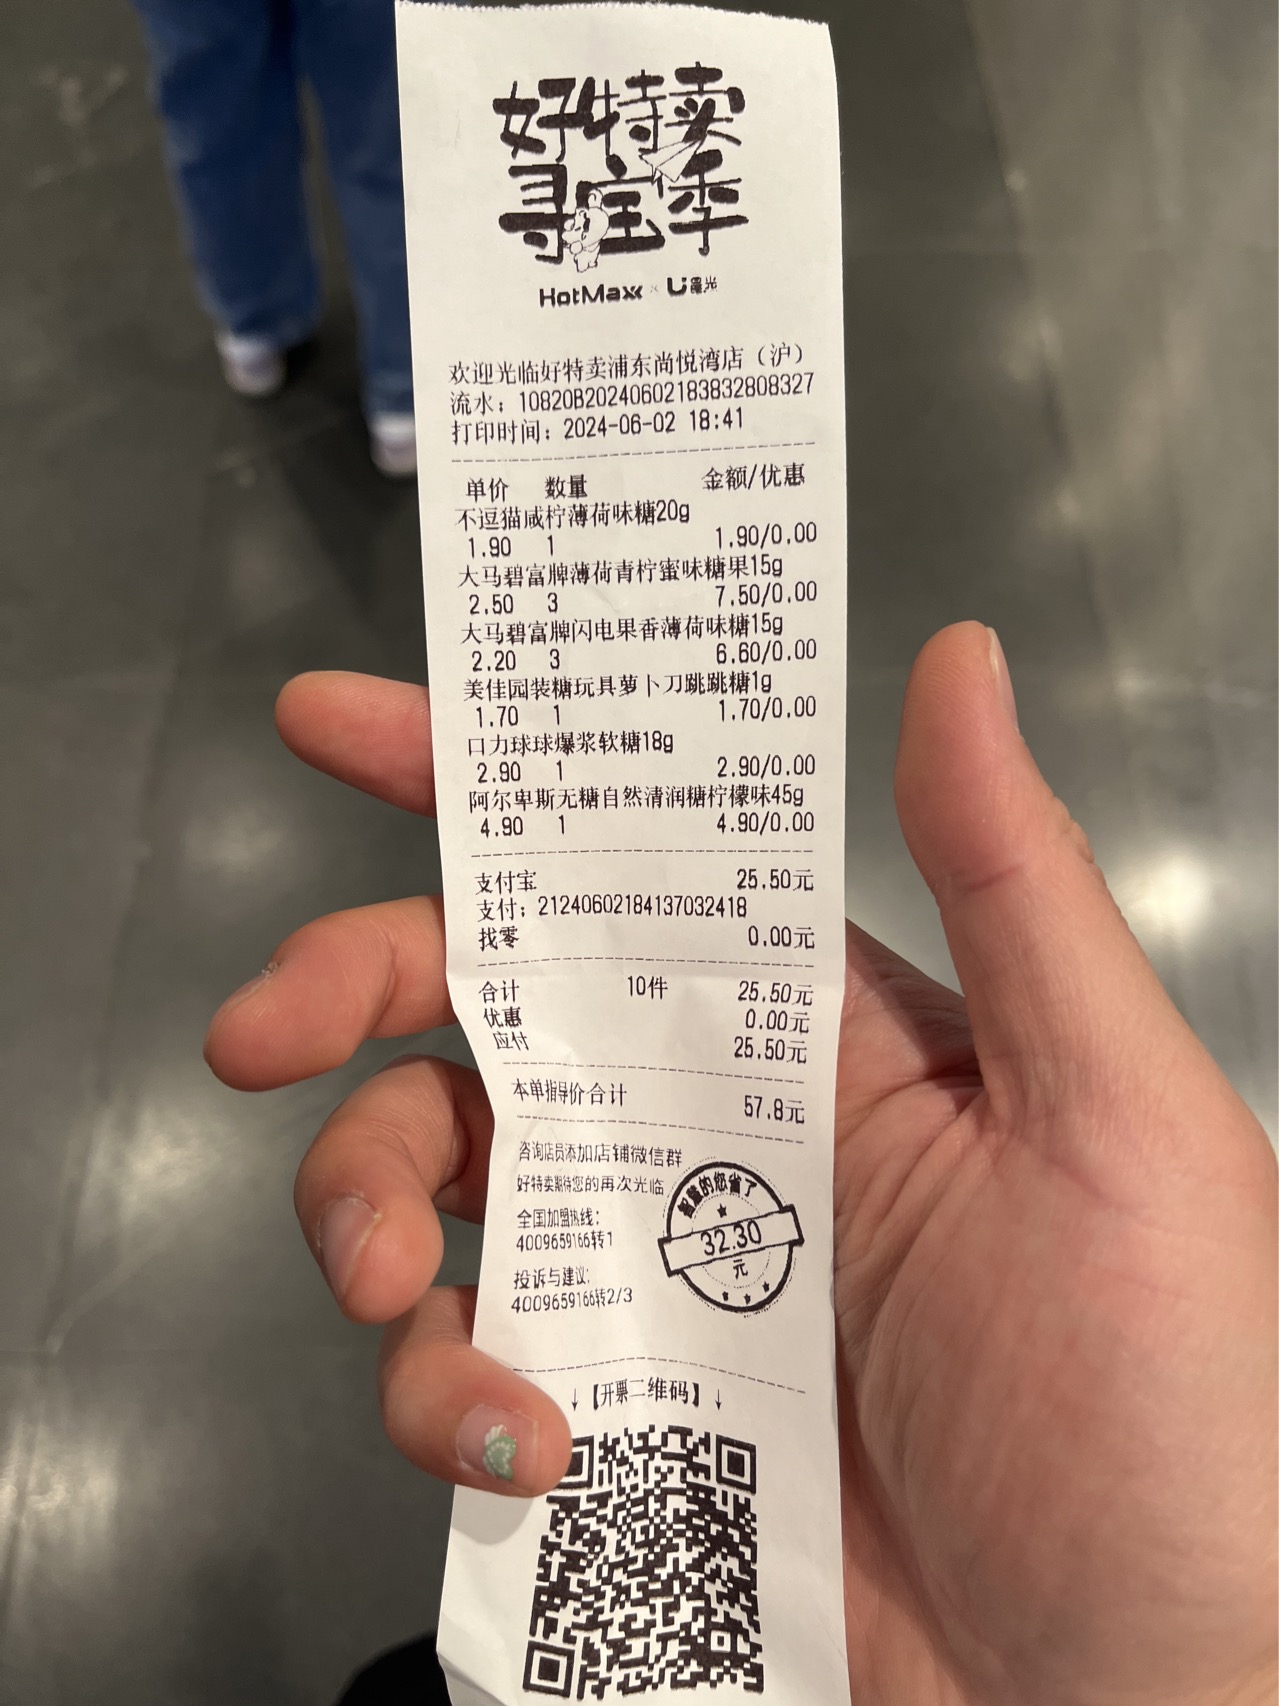 好特卖
寻宝季
HotMaxx × U星光
欢迎光临好特卖浦东尚悦湾店（沪）
流水：10820B20240602183832808327
打印时间：2024-06-02 18:41
单价 数量 金额/优惠
不逗猫咸柠薄荷味糖20g
1.90 1 1.90/0.00
大马碧富牌薄荷青柠蜜味糖果15g
2.50 3 7.50/0.00
大马碧富牌闪电果香薄荷味糖15g
2.20 3 6.60/0.00
美佳园装糖玩具萝卜刀跳跳糖1g
1.70 1 1.70/0.00
口力球球爆浆软糖18g
2.90 1 2.90/0.00
阿尔卑斯无糖自然清润糖柠檬味45g
4.90 1 4.90/0.00
支付宝 25.50元
支付：21240602184137032418
找零 0.00元
合计 10件 25.50元
优惠 0.00元
应付 25.50元
本单指导价合计 57.8元
咨询店员添加店铺微信群
好特卖期待您的再次光临
全国加盟热线：
4009659166转1
投诉与建议：
4009659166转2/3
智慧的您省了
32.30
元
↓【开票二维码】↓